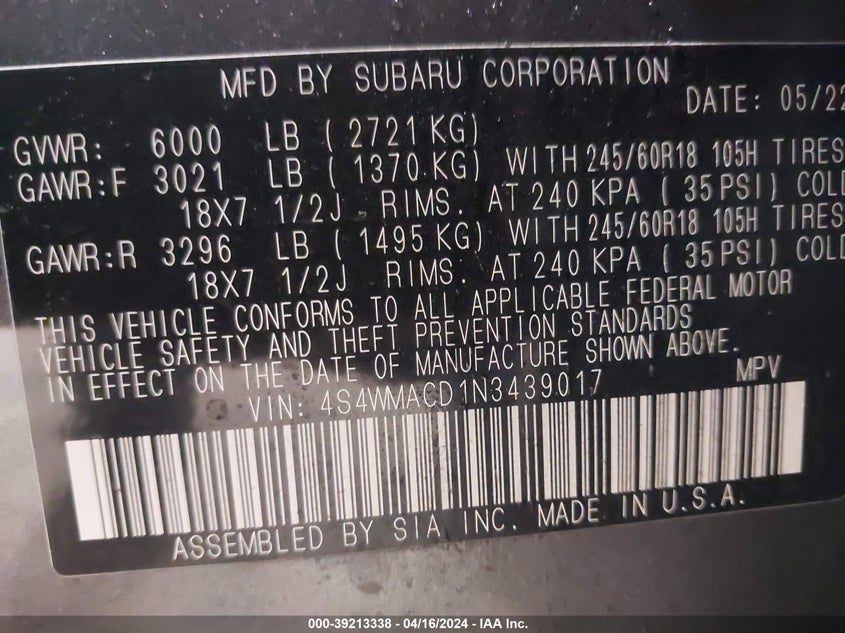 MFD BY SUBARU CORPORATION
DATE: 05/22
GVWR: 6000 LB ( 2721 KG)
GAWR:F 3021 LB ( 1370 KG) WITH 245/60R18 105H TIRES
18X7 1/2J RIMS. AT 240 KPA ( 35 PSI) COLD
GAWR:R 3296 LB ( 1495 KG) WITH 245/60R18 105H TIRES
18X7 1/2J RIMS. AT 240 KPA ( 35 PSI) COLD
THIS VEHICLE CONFORMS TO ALL APPLICABLE FEDERAL MOTOR
VEHICLE SAFETY AND THEFT PREVENTION STANDARDS
IN EFFECT ON THE DATE OF MANUFACTURE SHOWN ABOVE.
VIN: 4S4WMACD1N3439017 MPV
ASSEMBLED BY SIA INC. MADE IN U.S.A.
000-39213338 - 04/16/2024 - IAA Inc.